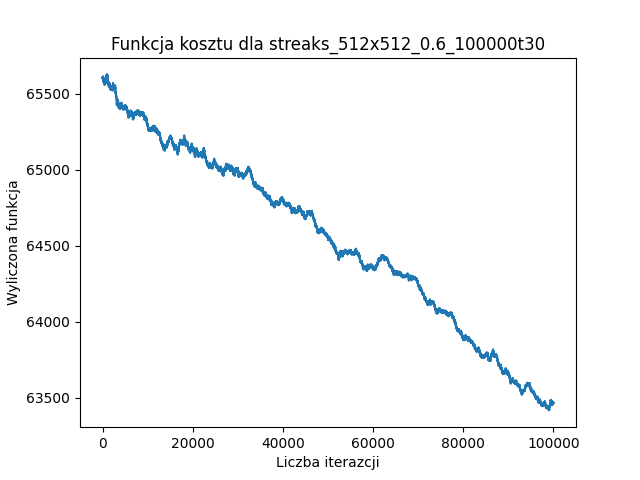 Funkcja kosztu dla streaks_512x512_0.6_100000t30
65500
65000
64500
64000
63500
Wyliczona funkcja
0 20000 40000 60000 80000 100000
Liczba iterazcji